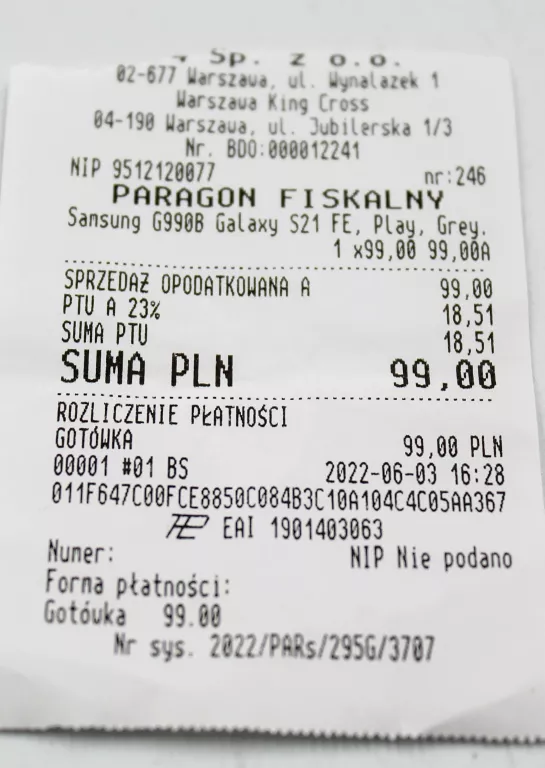 Sp. z o.o.
02-677 Warszawa, ul. Wynalazek 1
Warszawa King Cross
04-190 Warszawa, ul. Jubilerska 1/3
Nr. BDO:000012241
NIP 9512120077 nr:246
PARAGON FISKALNY
Samsung G990B Galaxy S21 FE, Play, Grey.
1 x99,00 99,00A
SPRZEDAŻ OPODATKOWANA A 99,00
PTU A 23% 18,51
SUMA PTU 18,51
SUMA PLN 99,00
ROZLICZENIE PŁATNOŚCI
GOTÓWKA 99,00 PLN
00001 #01 BS 2022-06-03 16:28
011F647C00FCE8850C084B3C10A104C4C05AA367
EAI 1901403063
Numer: NIP Nie podano
Forma płatności:
Gotówka 99.00
Nr sys. 2022/PARs/295G/3707